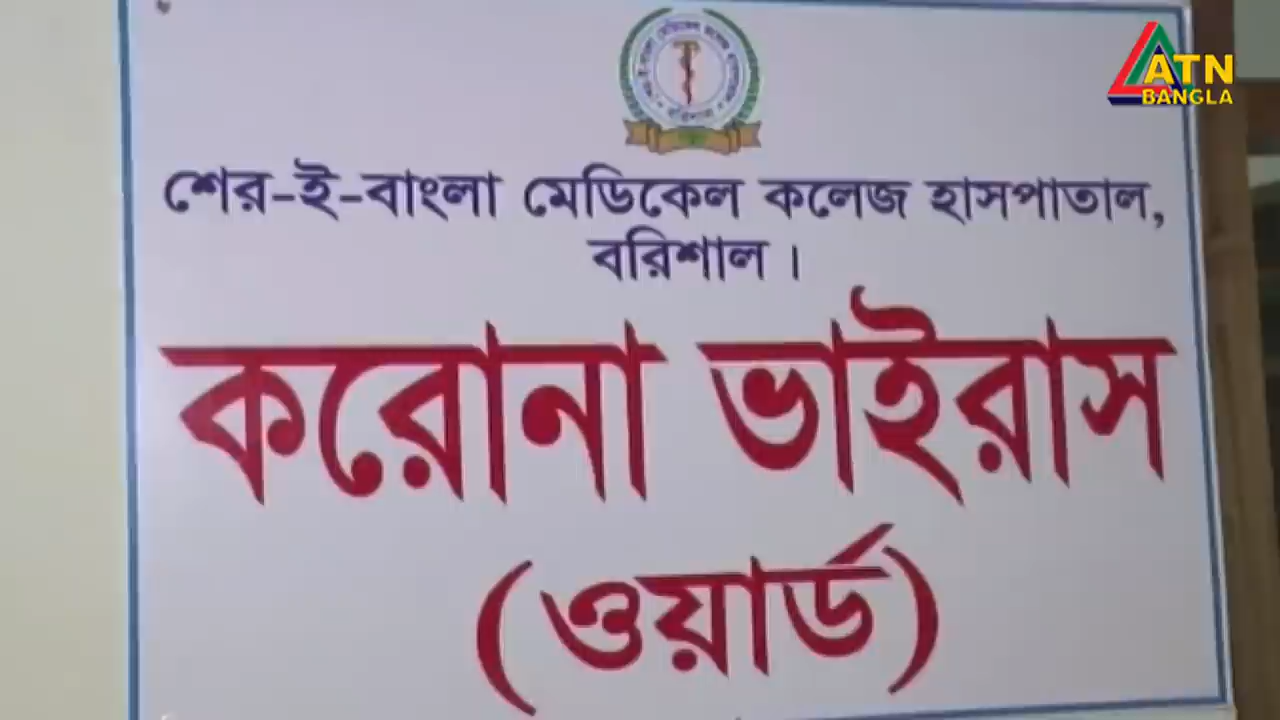 ATN
BANGLA
শের-ই-বাংলা মেডিকেল কলেজ হাসপাতাল,
বরিশাল।
করোনা ভাইরাস
(ওয়ার্ড)